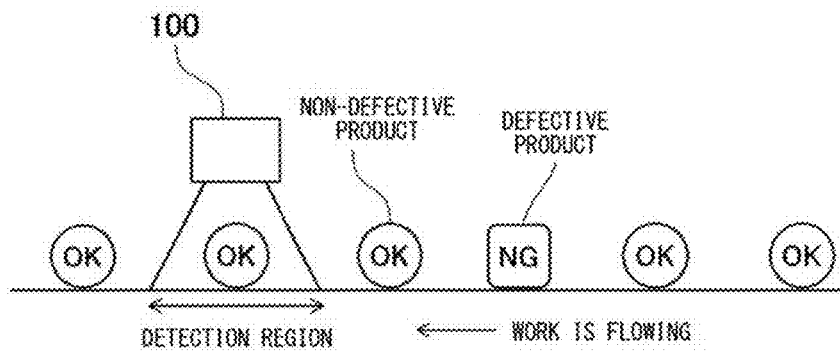 100
NON-DEFECTIVE
PRODUCT
DEFECTIVE
PRODUCT
OK OK OK NG OK OK
DETECTION REGION
WORK IS FLOWING